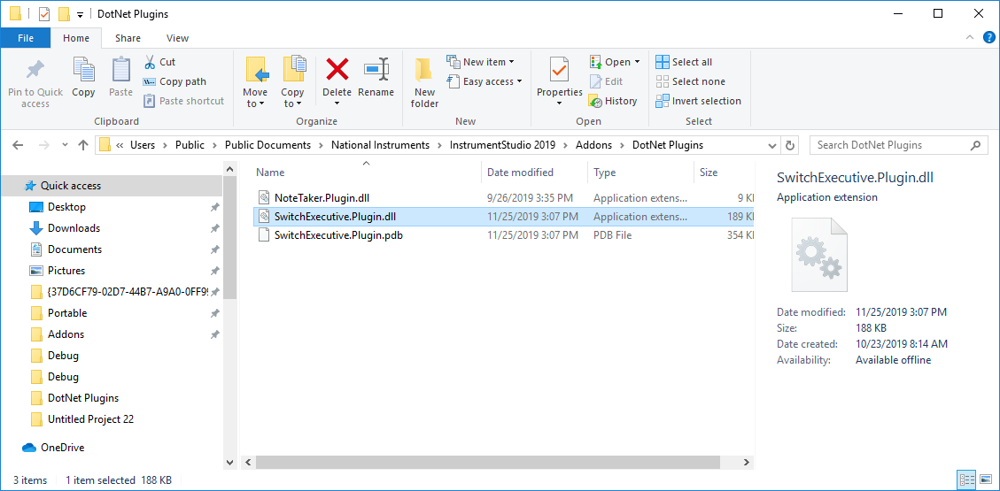 DotNet Plugins
File Home Share View
Pin to Quick access
Copy
Paste
Cut
Copy path
Paste shortcut
Clipboard
Move to
Copy to
Delete
Rename
Organize
New folder
New item
Easy access
New
Properties
Open
Edit
History
Open
Select all
Select none
Invert selection
Select
« Users > Public > Public Documents > National Instruments > InstrumentStudio 2019 > Addons > DotNet Plugins
Search DotNet Plugins
Quick access
Desktop
Downloads
Documents
Pictures
{37D6CF79-02D7-44B7-A9A0-0FF99
Portable
Addons
Debug
Debug
DotNet Plugins
Untitled Project 22
OneDrive
Name Date modified Type Size
NoteTaker.Plugin.dll 9/26/2019 3:35 PM Application extens... 9 KB
SwitchExecutive.Plugin.dll 11/25/2019 3:07 PM Application extens... 189 KB
SwitchExecutive.Plugin.pdb 11/25/2019 3:07 PM PDB File 354 KB
SwitchExecutive.Plugin.dll
Application extension
Date modified: 11/25/2019 3:07 PM
Size: 188 KB
Date created: 10/23/2019 8:14 AM
Availability: Available offline
3 items 1 item selected 188 KB